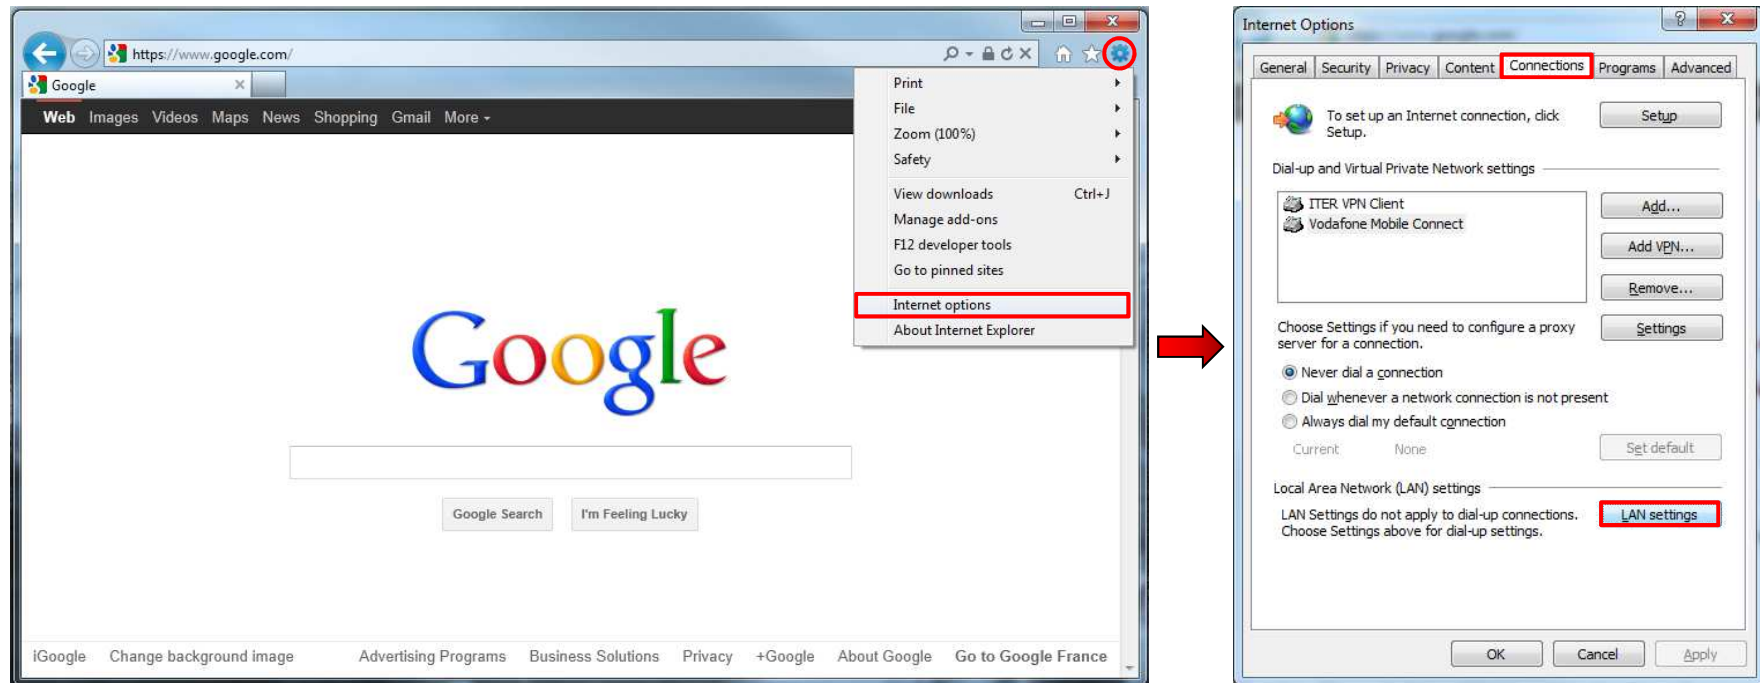 https://www.google.com/
Google
Web Images Videos Maps News Shopping Gmail More
Print
File
Zoom (100%)
Safety
View downloads Ctrl+J
Manage add-ons
F12 developer tools
Go to pinned sites
Internet options
About Internet Explorer
Google
Google Search I'm Feeling Lucky
iGoogle Change background image Advertising Programs Business Solutions Privacy +Google About Google Go to Google France
Internet Options
General Security Privacy Content Connections Programs Advanced
To set up an Internet connection, click
Setup.
Setup
Dial-up and Virtual Private Network settings
ITER VPN Client
Vodafone Mobile Connect
Add...
Add VPN...
Remove...
Choose Settings if you need to configure a proxy
server for a connection.
Settings
Never dial a connection
Dial whenever a network connection is not present
Always dial my default connection
Current None
Set default
Local Area Network (LAN) settings
LAN Settings do not apply to dial-up connections.
Choose Settings above for dial-up settings.
LAN settings
OK Cancel Apply